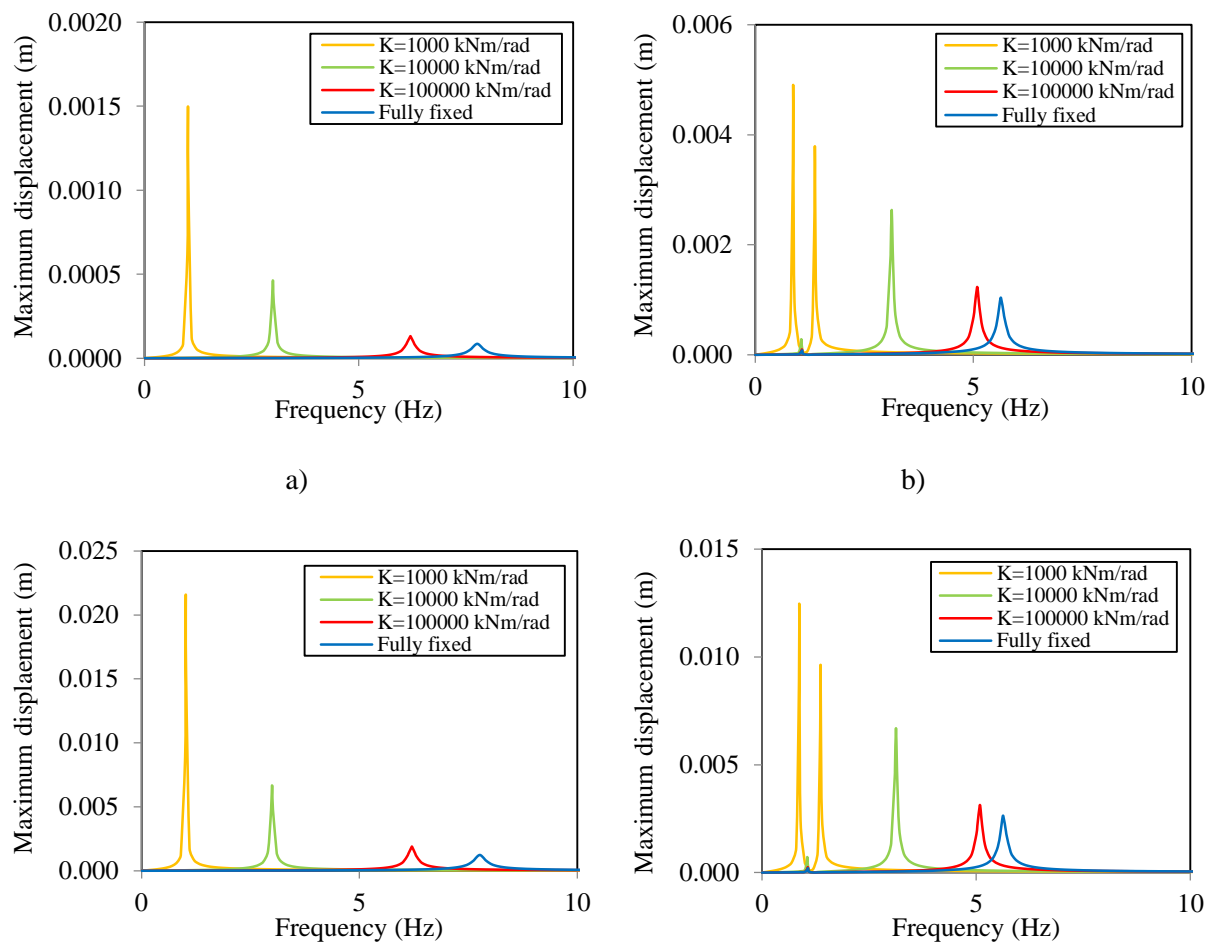 0.0020
0.0015
0.0010
0.0005
0.0000
Maximum displacement (m)
K=1000 kNm/rad
K=10000 kNm/rad
K=100000 kNm/rad
Fully fixed
0 5 10
Frequency (Hz)
a)
0.006
0.004
0.002
0.000
Maximum displacement (m)
K=1000 kNm/rad
K=10000 kNm/rad
K=100000 kNm/rad
Fully fixed
0 5 10
Frequency (Hz)
b)
0.025
0.020
0.015
0.010
0.005
0.000
Maximum displacement (m)
K=1000 kNm/rad
K=10000 kNm/rad
K=100000 kNm/rad
Fully fixed
0 5 10
Frequency (Hz)
0.015
0.010
0.005
0.000
Maximum displacement (m)
K=1000 kNm/rad
K=10000 kNm/rad
K=100000 kNm/rad
Fully fixed
0 5 10
Frequency (Hz)